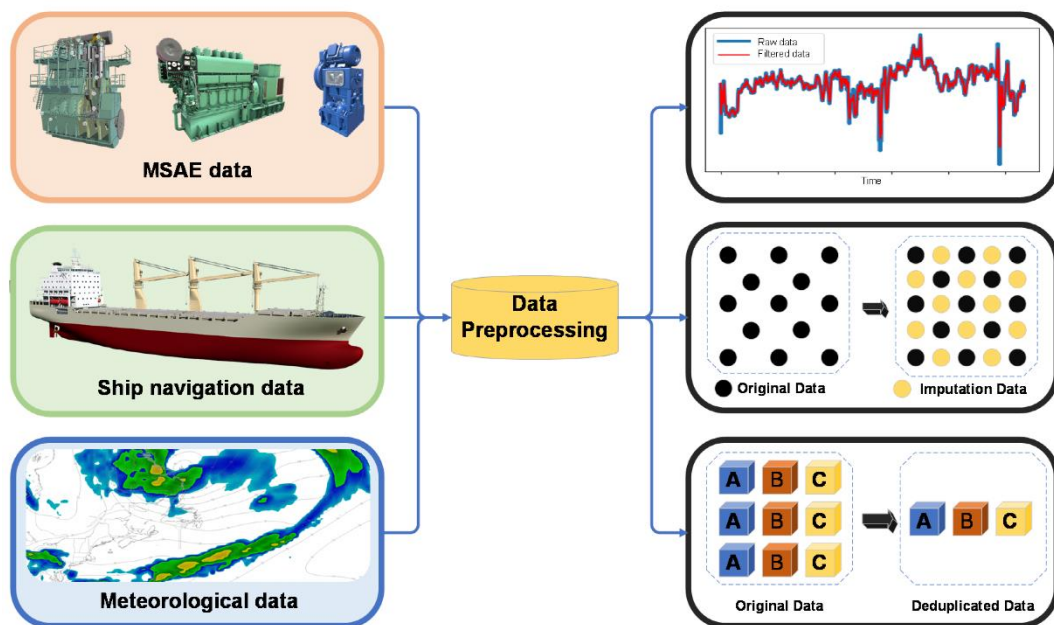 MSAE data
Ship navigation data
Meteorological data
Data
Preprocessing
Raw data
Filtered data
Time
Original Data
Imputation Data
A B C
A B C
A B C
A B C
Original Data
Deduplicated Data